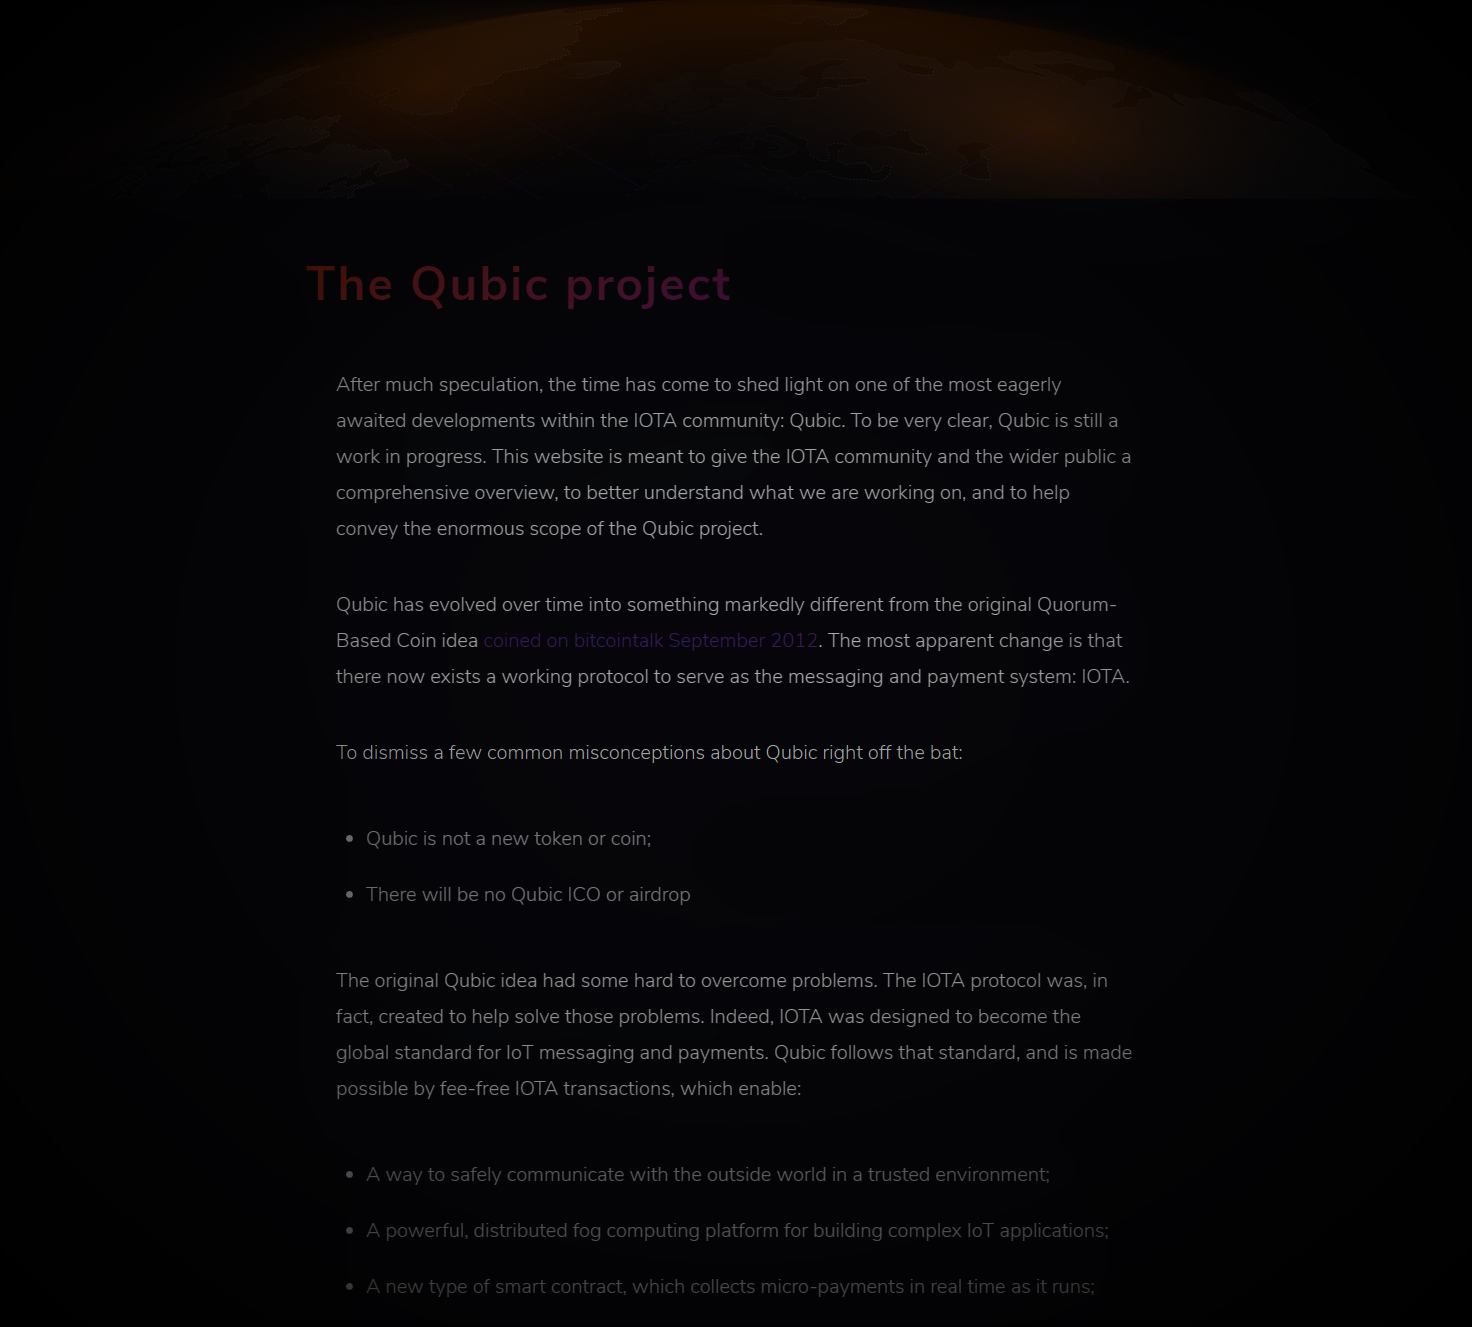 The Qubic project
After much speculation, the time has come to shed light on one of the most eagerly
awaited developments within the IOTA community: Qubic. To be very clear, Qubic is still a
work in progress. This website is meant to give the IOTA community and the wider public a
comprehensive overview, to better understand what we are working on, and to help
convey the enormous scope of the Qubic project.
Qubic has evolved over time into something markedly different from the original Quorum-
Based Coin idea coined on bitcointalk September 2012. The most apparent change is that
there now exists a working protocol to serve as the messaging and payment system: IOTA.
To dismiss a few common misconceptions about Qubic right off the bat:
• Qubic is not a new token or coin;
• There will be no Qubic ICO or airdrop
The original Qubic idea had some hard to overcome problems. The IOTA protocol was, in
fact, created to help solve those problems. Indeed, IOTA was designed to become the
global standard for IoT messaging and payments. Qubic follows that standard, and is made
possible by fee-free IOTA transactions, which enable:
• A way to safely communicate with the outside world in a trusted environment;
• A powerful, distributed fog computing platform for building complex IoT applications;
• A new type of smart contract, which collects micro-payments in real time as it runs;